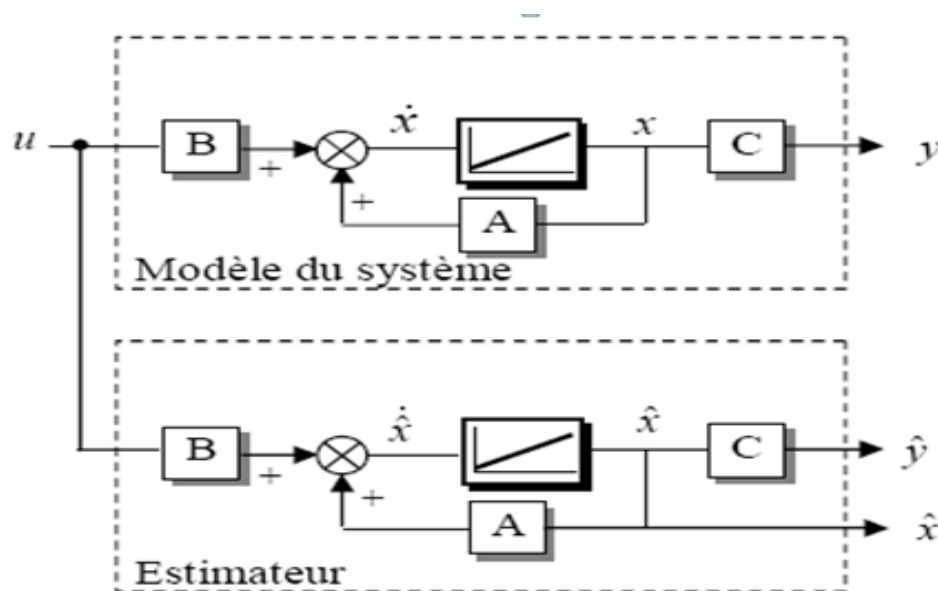 u
B
+
+
ẋ
x
C
y
A
Modèle du système
B
+
+
x̂̇
x̂
C
ŷ
A
x̂
Estimateur